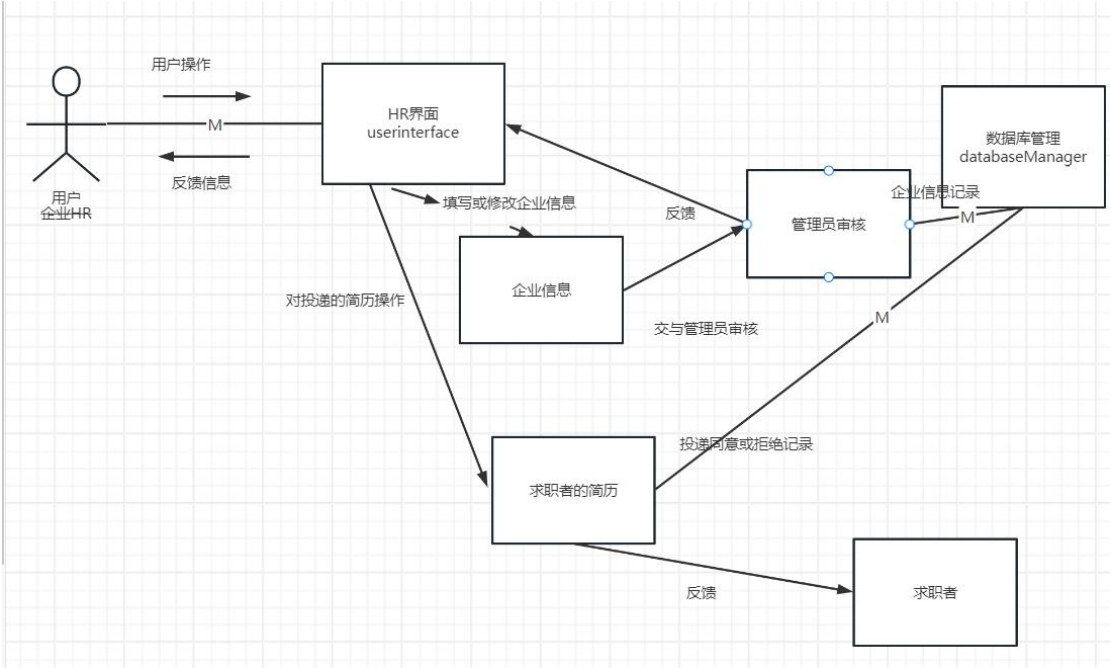 用户操作
M
反馈信息
用户
企业HR
HR界面
userinterface
填写或修改企业信息
反馈
企业信息
交与管理员审核
管理员审核
企业信息记录
M
数据库管理
databaseManager
对投递的简历操作
M
投递同意或拒绝记录
求职者的简历
反馈
求职者